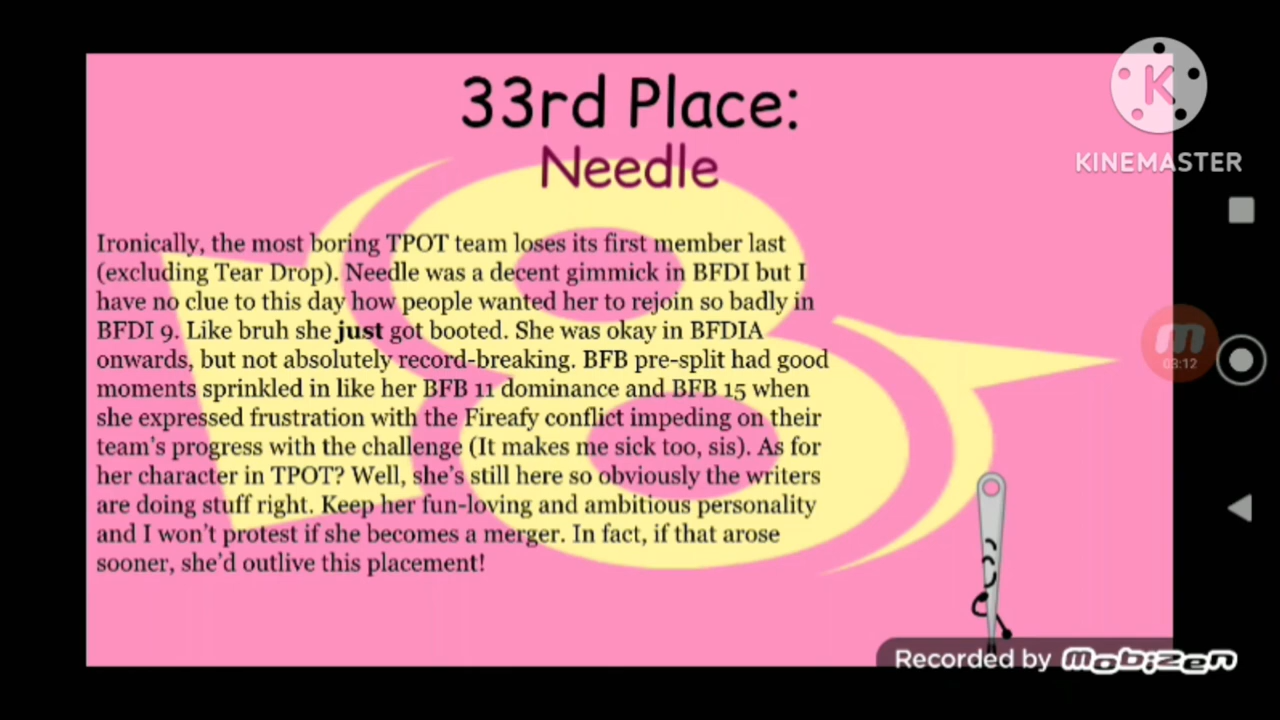 33rd Place:
Needle
Ironically, the most boring TPOT team loses its first member last
(excluding Tear Drop). Needle was a decent gimmick in BFDI but I
have no clue to this day how people wanted her to rejoin so badly in
BFDI 9. Like bruh she just got booted. She was okay in BFDIA
onwards, but not absolutely record-breaking. BFB pre-split had good
moments sprinkled in like her BFB 11 dominance and BFB 15 when
she expressed frustration with the Fireafy conflict impeding on their
team's progress with the challenge (It makes me sick too, sis). As for
her character in TPOT? Well, she's still here so obviously the writers
are doing stuff right. Keep her fun-loving and ambitious personality
and I won't protest if she becomes a merger. In fact, if that arose
sooner, she'd outlive this placement!
K
KINEMASTER
m
03:12
Recorded by Mobizen